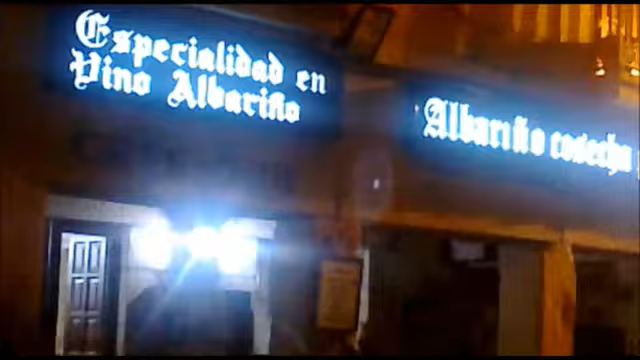 Especialidad en
Vino Albariño
Albariño cosecha